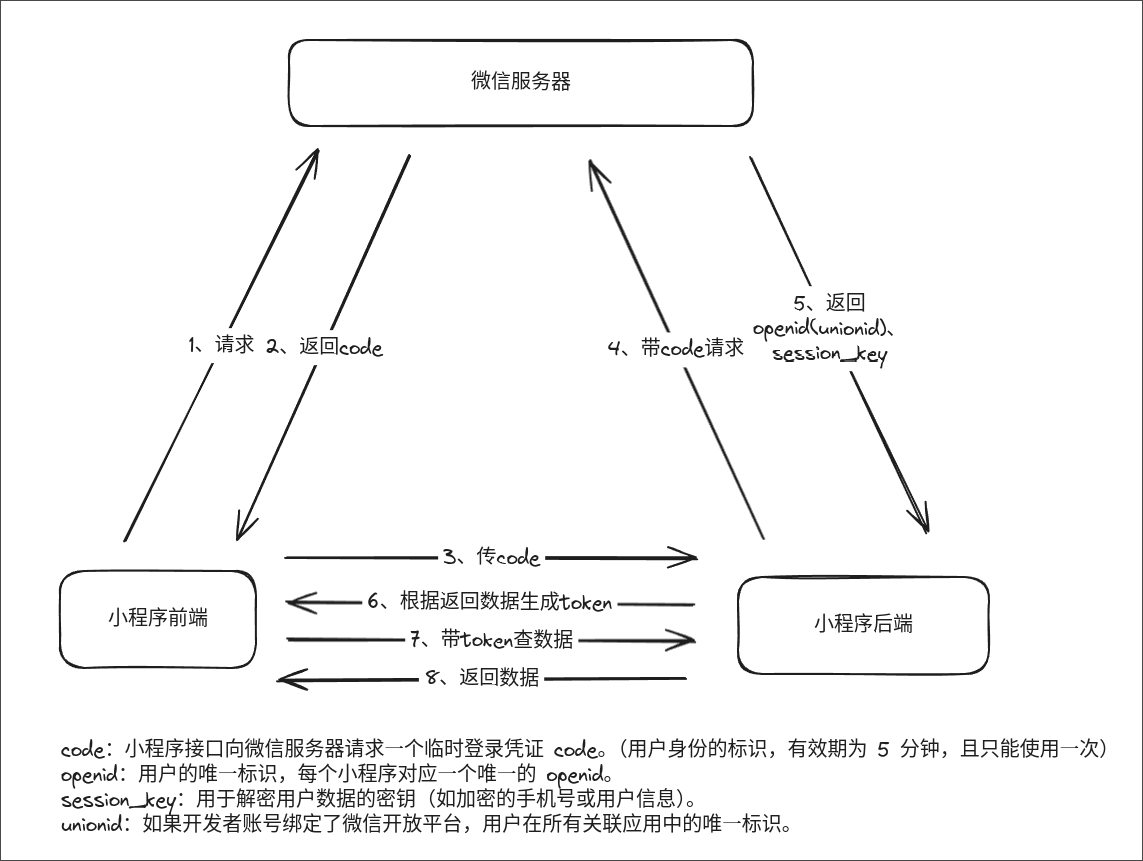 微信服务器
1、请求
2、返回code
4、带code请求
5、返回
openid(unionid)、
session_key
3、传code
6、根据返回数据生成token
7、带token查数据
8、返回数据
小程序前端
小程序后端
code：小程序接口向微信服务器请求一个临时登录凭证 code。（用户身份的标识，有效期为 5 分钟，且只能使用一次）
openid：用户的唯一标识，每个小程序对应一个唯一的 openid。
session_key：用于解密用户数据的密钥（如加密的手机号或用户信息）。
unionid：如果开发者账号绑定了微信开放平台，用户在所有关联应用中的唯一标识。